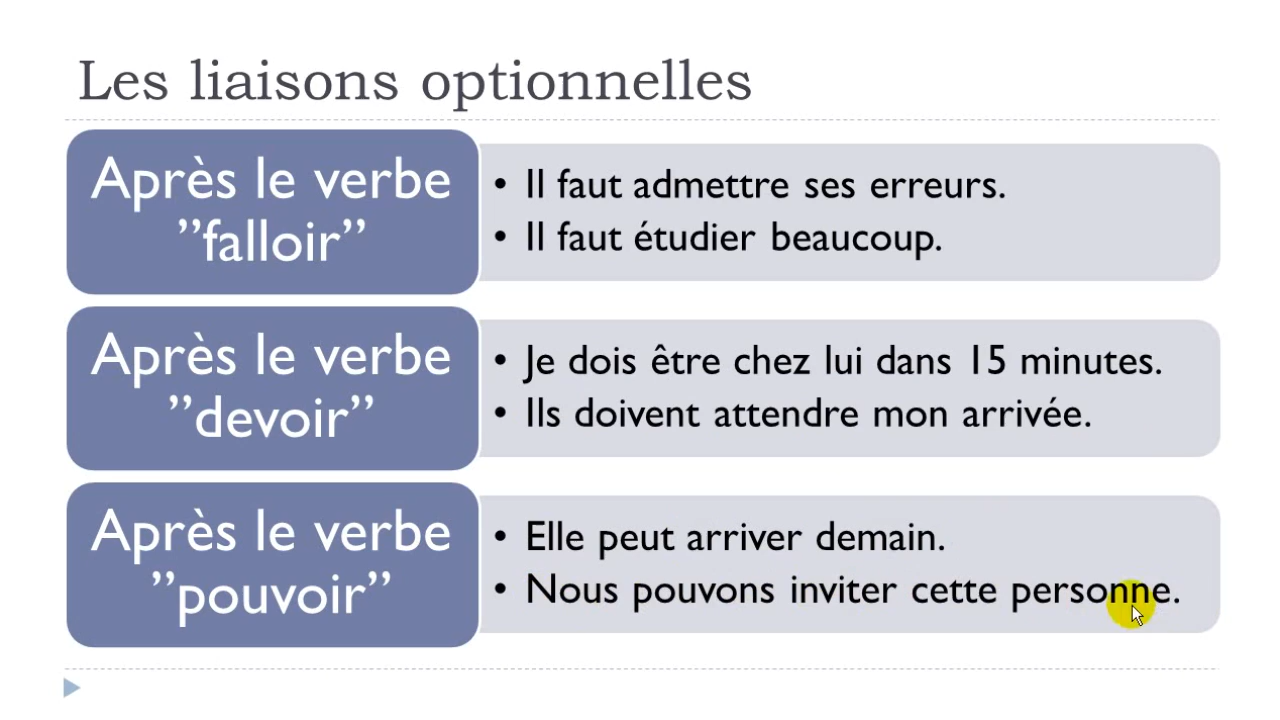 Les liaisons optionnelles
Après le verbe
”falloir”
• Il faut admettre ses erreurs.
• Il faut étudier beaucoup.
Après le verbe
”devoir”
• Je dois être chez lui dans 15 minutes.
• Ils doivent attendre mon arrivée.
Après le verbe
”pouvoir”
• Elle peut arriver demain.
• Nous pouvons inviter cette personne.